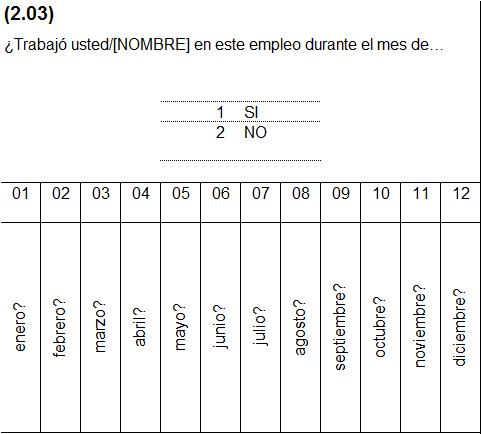 (2.03)
¿Trabajó usted/[NOMBRE] en este empleo durante el mes de…
1 SI
2 NO
01 02 03 04 05 06 07 08 09 10 11 12
enero? febrero? marzo? abril? mayo? junio? julio? agosto? septiembre? octubre? noviembre? diciembre?